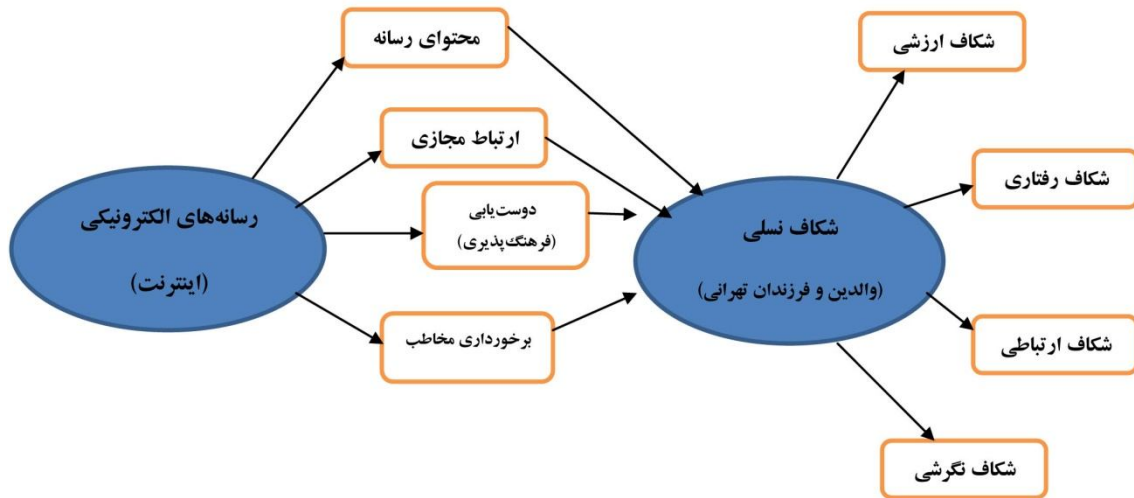 محتوای رسانه
ارتباط مجازی
دوست‌یابی
(فرهنگ‌پذیری)
برخورداری مخاطب
رسانه‌های الکترونیکی
(اینترنت)
شکاف نسلی
(والدین و فرزندان تهرانی)
شکاف ارزشی
شکاف رفتاری
شکاف ارتباطی
شکاف نگرشی